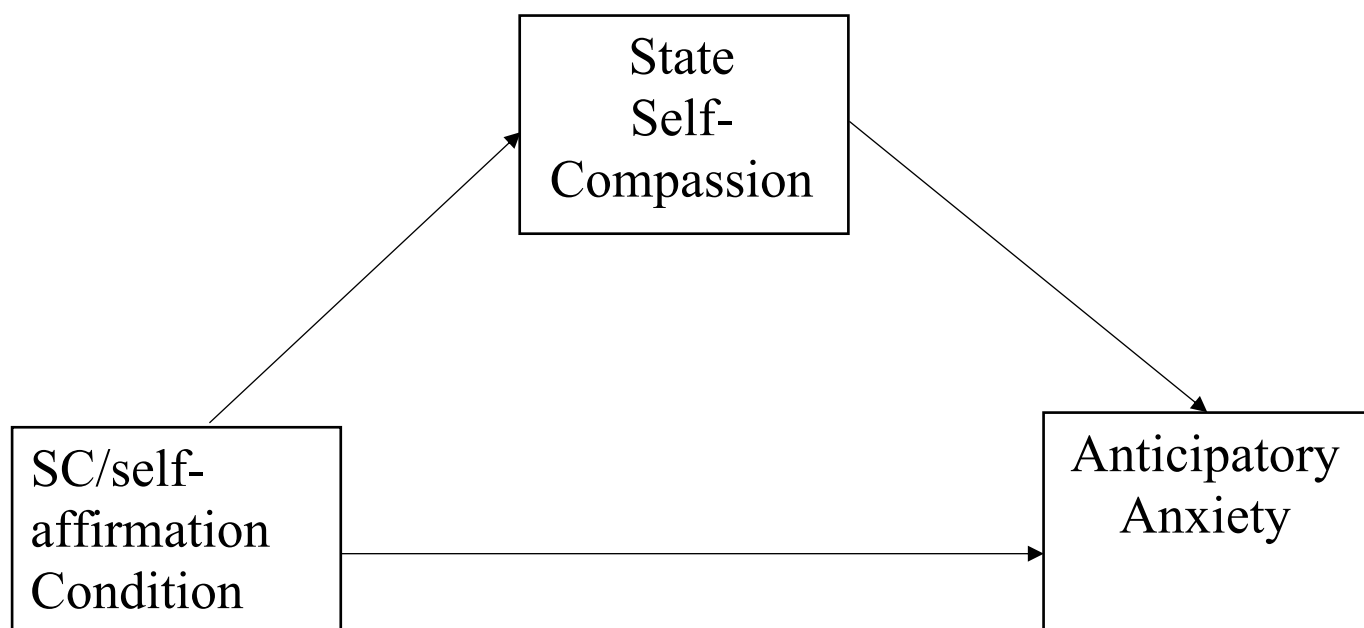 State
Self-
Compassion
SC/self-
affirmation
Condition
Anticipatory
Anxiety